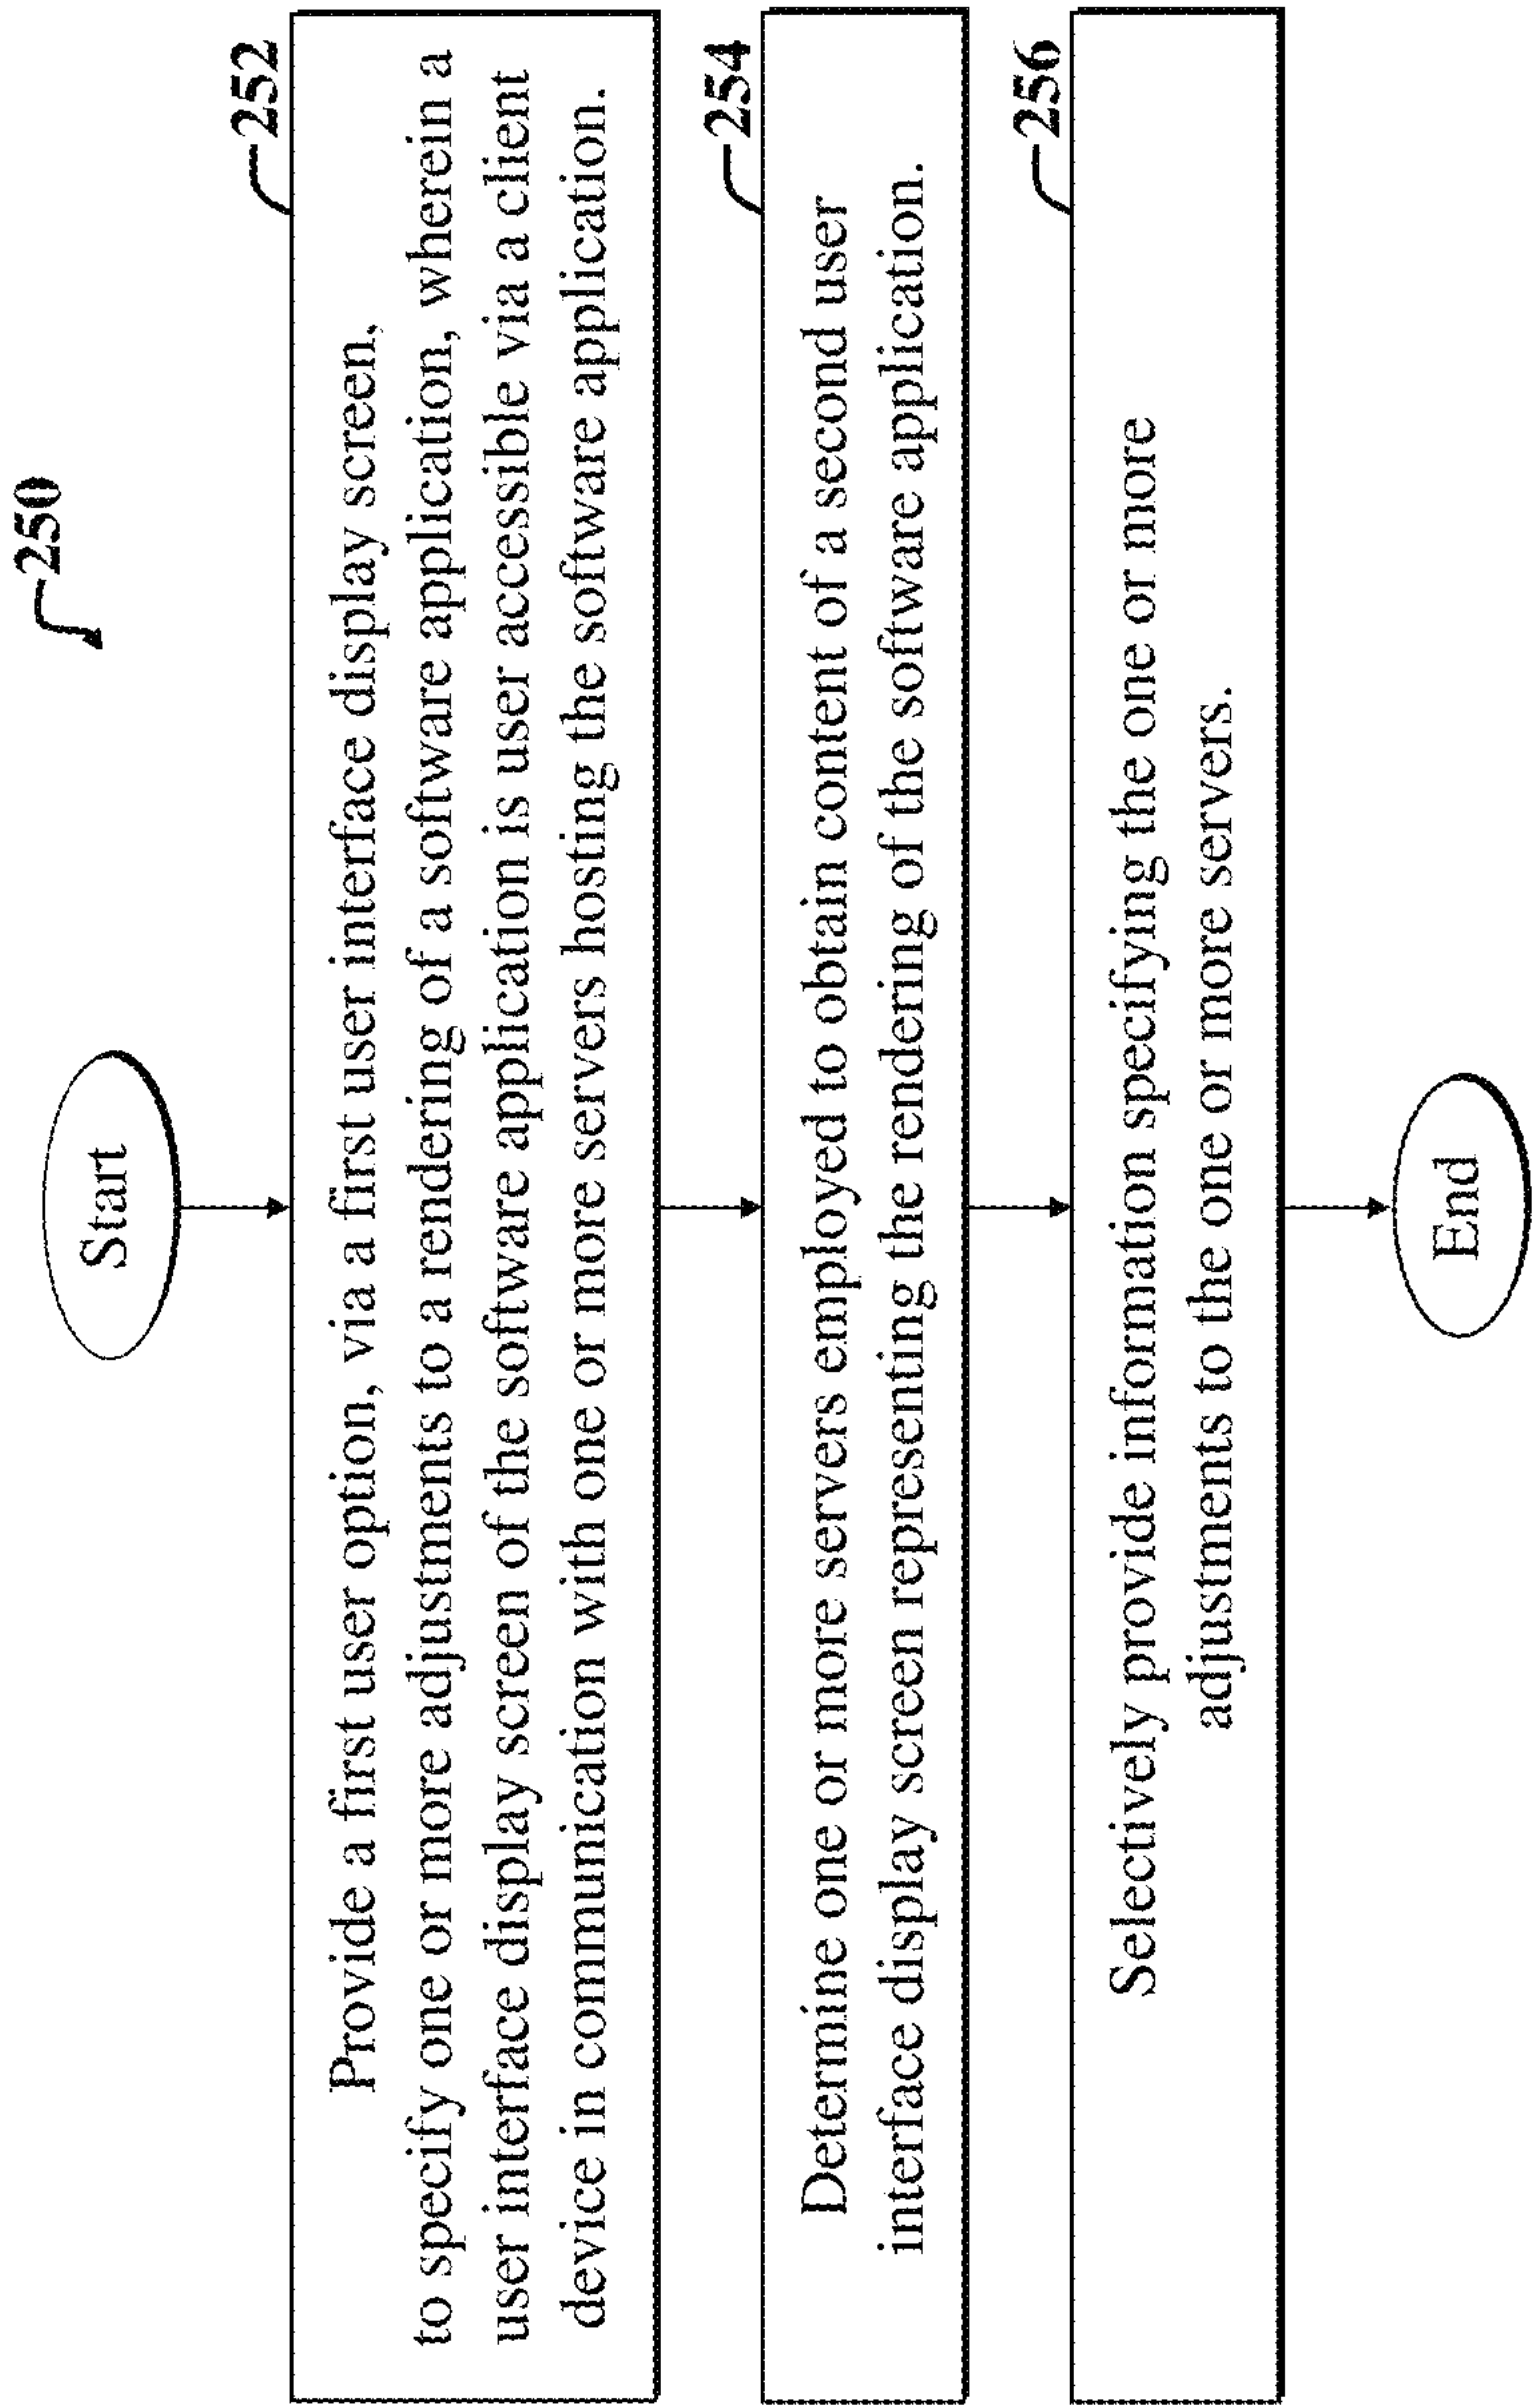 250
Start
252
Provide a first user option, via a first user interface display screen,
to specify one or more adjustments to a rendering of a software application, wherein a
user interface display screen of the software application is user accessible via a client
device in communication with one or more servers hosting the software application.
254
Determine one or more servers employed to obtain content of a second user
interface display screen representing the rendering of the software application.
256
Selectively provide information specifying the one or more
adjustments to the one or more servers.
End